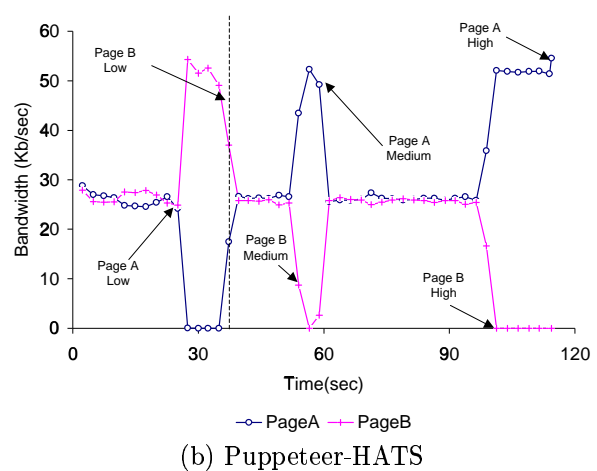 60
50
40
30
20
10
0
Bandwidth (Kb/sec)
Page B
Low
Page A
Low
Page A
Medium
Page B
Medium
Page A
High
Page B
High
0
30
60
90
120
Time(sec)
PageA
PageB
(b) Puppeteer-HATS